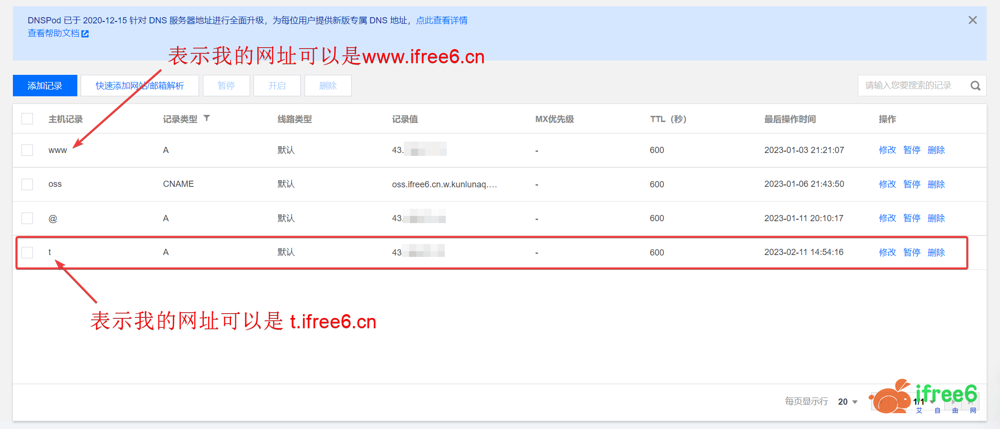 DNSPod 已于 2020-12-15 针对 DNS 服务器地址进行全面升级，为每位用户提供新版专属 DNS 地址，点此查看详情
查看帮助文档
表示我的网址可以是www.ifree6.cn
添加记录 快速添加网站/邮箱解析 暂停 开启 删除 请输入您要搜索的记录
主机记录 记录类型 线路类型 记录值 MX优先级 TTL（秒） 最后操作时间 操作
www A 默认 43. - 600 2023-01-03 21:21:07 修改 暂停 删除
oss CNAME 默认 oss.ifree6.cn.w.kunlunaq.... - 600 2023-01-06 21:43:50 修改 暂停 删除
@ A 默认 43. - 600 2023-01-11 20:10:17 修改 暂停 删除
t A 默认 43 - 600 2023-02-11 14:54:16 修改 暂停 删除
表示我的网址可以是 t.ifree6.cn
每页显示行 20 1/1
ifree6
艾自由网